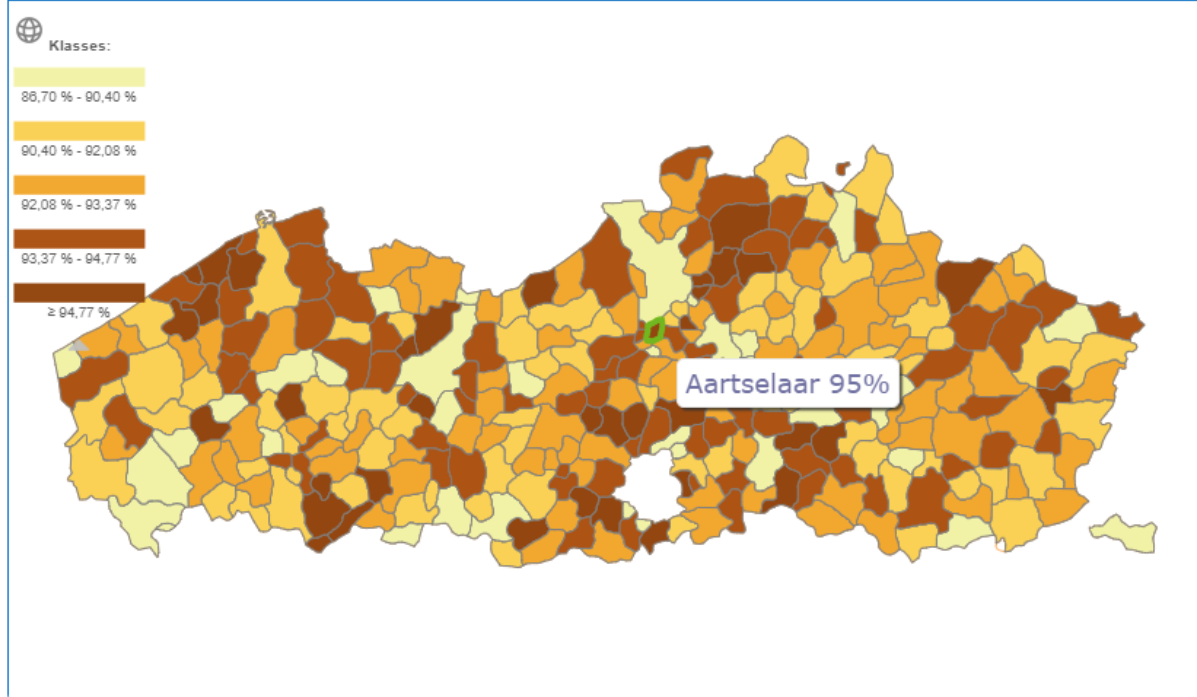 Klasses:
86,70 % - 90,40 %
90,40 % - 92,08 %
92,08 % - 93,37 %
93,37 % - 94,77 %
≥ 94,77 %
Aartselaar 95%